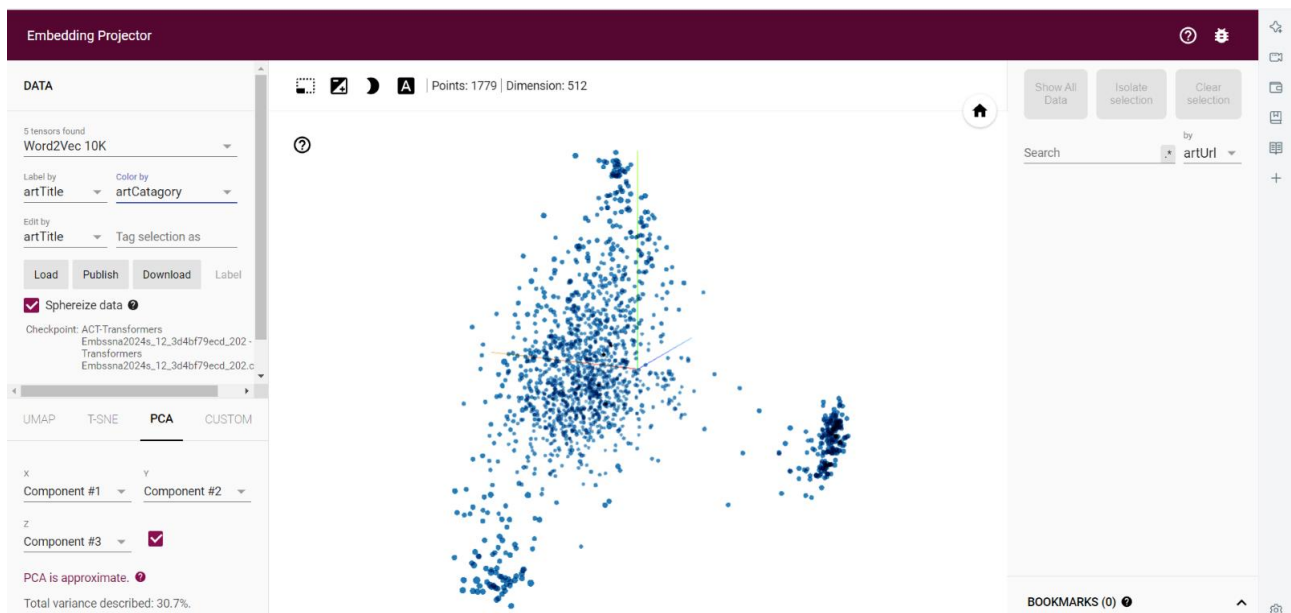 Embedding Projector
DATA
5 tensors found
Word2Vec 10K
Label by
Color by
artTitle
artCatagory
Edit by
artTitle
Tag selection as
Load
Publish
Download
Label
Sphereize data
Checkpoint: ACT-Transformers
Embssna2024s_12_3d4bf79ecd_202 -
Transformers
Embssna2024s_12_3d4bf79ecd_202.c
UMAP
T-SNE
PCA
CUSTOM
X
Y
Component #1
Component #2
Z
Component #3
PCA is approximate.
Total variance described: 30.7%.
A
Points: 1779 | Dimension: 512
Show All
Data
Isolate
selection
Clear
selection
Search
.*
by
artUrl
BOOKMARKS (0)